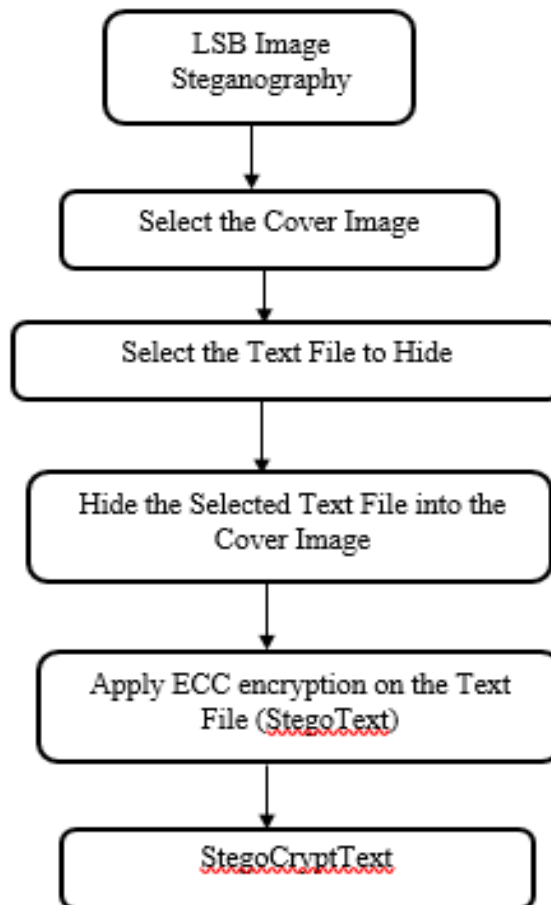 LSB Image
Steganography
Select the Cover Image
Select the Text File to Hide
Hide the Selected Text File into the
Cover Image
Apply ECC encryption on the Text
File (StegoText)
StegoCryptText